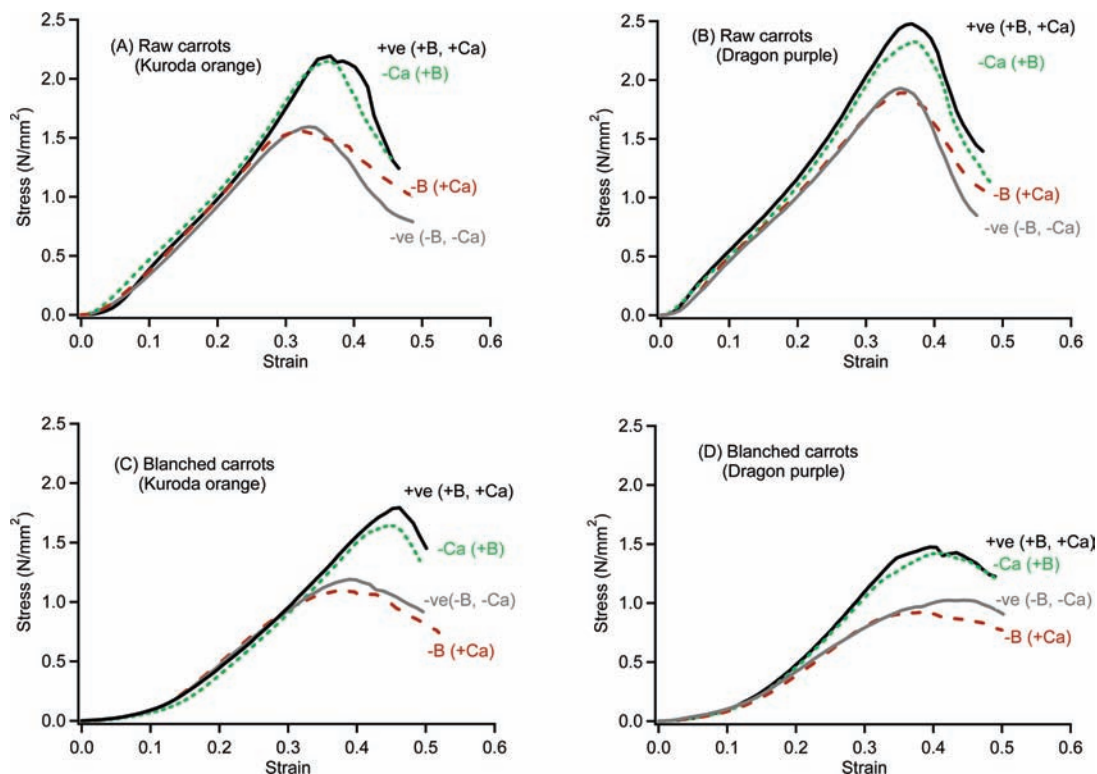 2.5
2.0
1.5
1.0
0.5
0.0
Stress (N/mm²)
(A) Raw carrots
(Kuroda orange)
+ve (+B, +Ca)
-Ca (+B)
-B (+Ca)
-ve (-B, -Ca)
0.0 0.1 0.2 0.3 0.4 0.5 0.6
Strain
2.5
2.0
1.5
1.0
0.5
0.0
Stress (N/mm²)
(B) Raw carrots
(Dragon purple)
+ve (+B, +Ca)
-Ca (+B)
-B (+Ca)
-ve (-B, -Ca)
0.0 0.1 0.2 0.3 0.4 0.5 0.6
Strain
2.5
2.0
1.5
1.0
0.5
0.0
Stress (N/mm²)
(C) Blanched carrots
(Kuroda orange)
+ve (+B, +Ca)
-Ca (+B)
-ve(-B, -Ca)
-B (+Ca)
0.0 0.1 0.2 0.3 0.4 0.5 0.6
Strain
2.5
2.0
1.5
1.0
0.5
0.0
Stress (N/mm²)
(D) Blanched carrots
(Dragon purple)
+ve (+B, +Ca)
-Ca (+B)
-ve (-B, -Ca)
-B (+Ca)
0.0 0.1 0.2 0.3 0.4 0.5 0.6
Strain